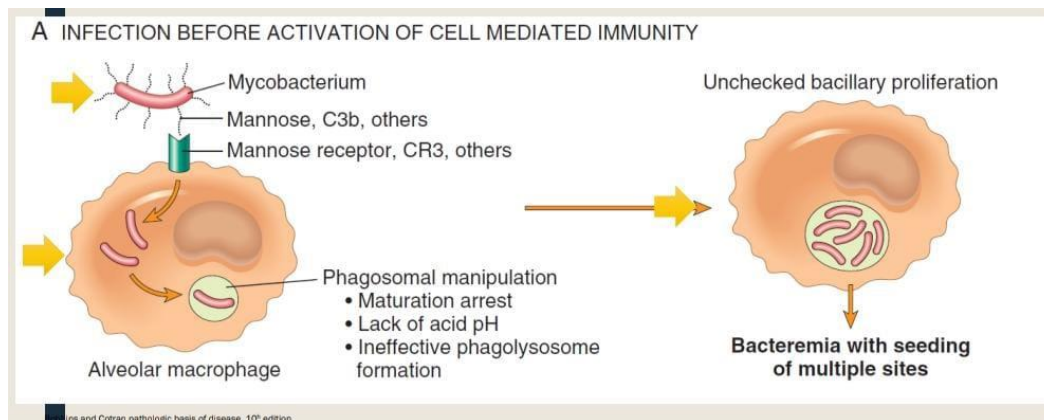 A INFECTION BEFORE ACTIVATION OF CELL MEDIATED IMMUNITY
Mycobacterium
Mannose, C3b, others
Mannose receptor, CR3, others
Phagosomal manipulation
• Maturation arrest
• Lack of acid pH
• Ineffective phagolysosome
formation
Alveolar macrophage
Unchecked bacillary proliferation
Bacteremia with seeding
of multiple sites
and Cotran pathologic basis of disease, 10th edition